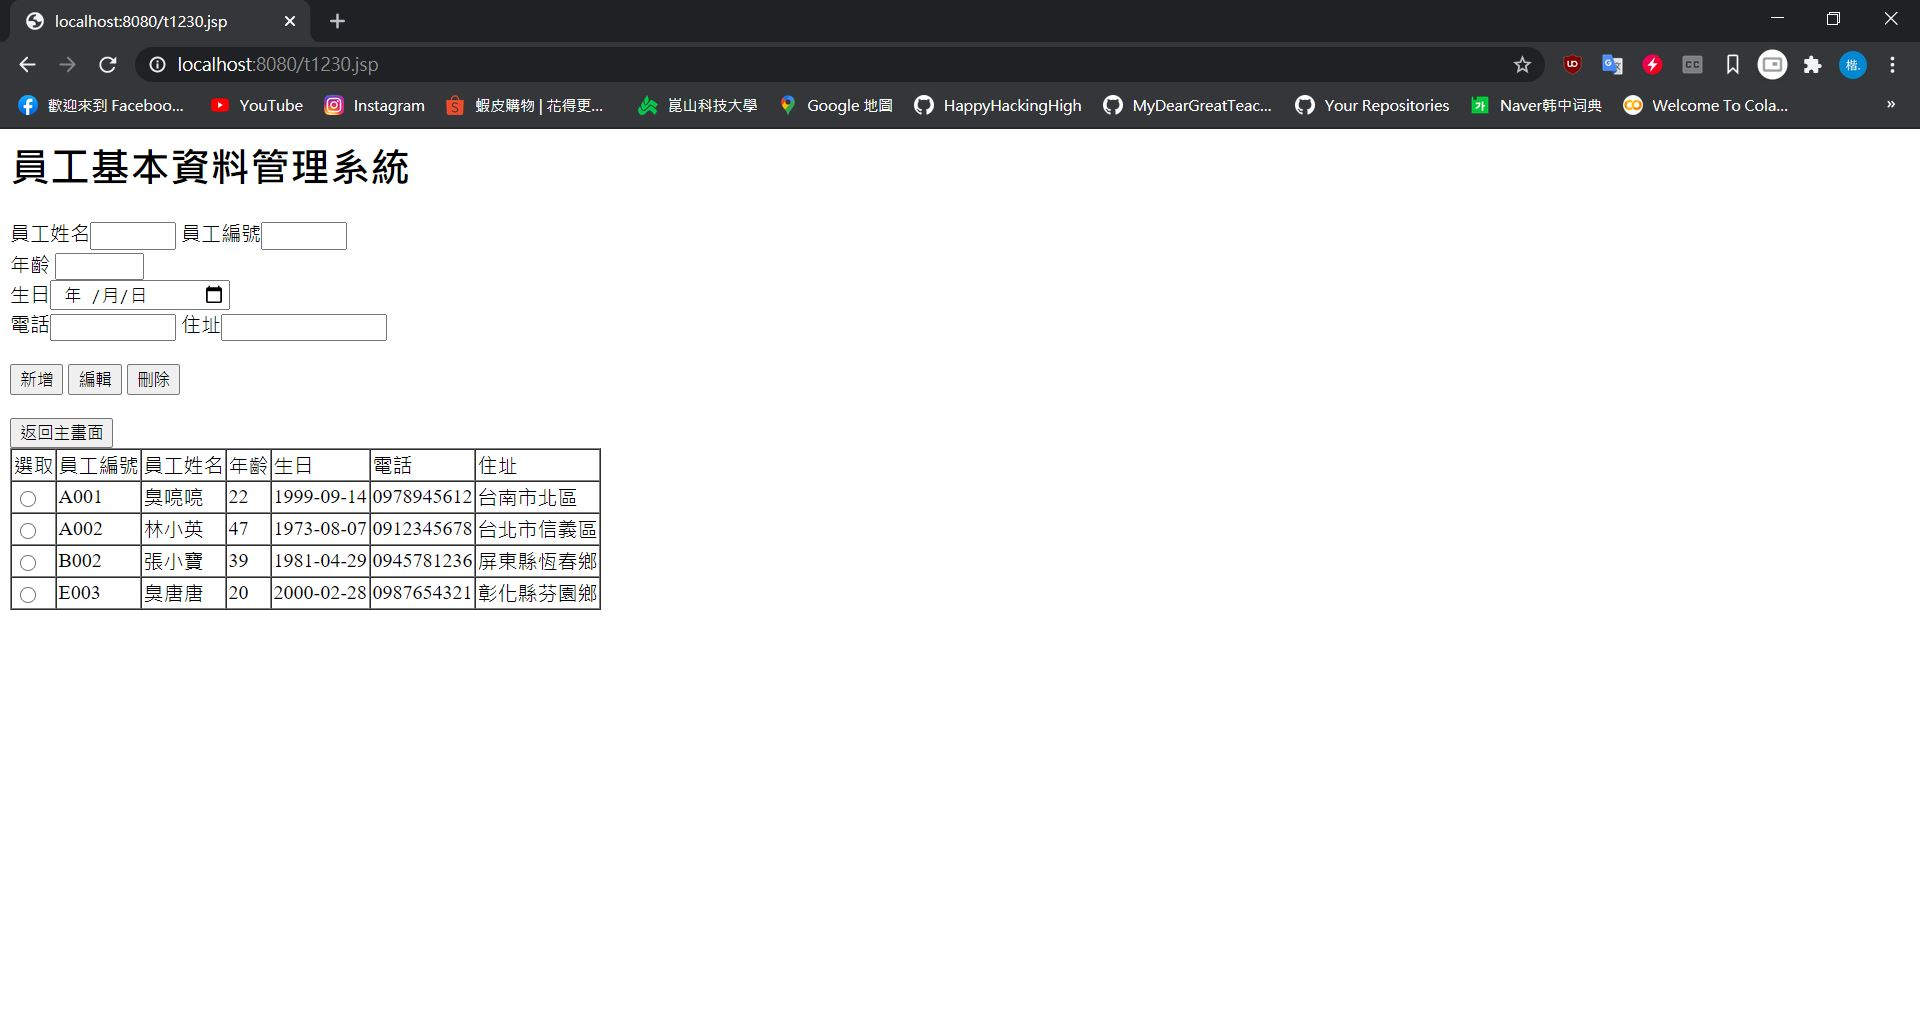 localhost:8080/t1230.jsp
localhost:8080/t1230.jsp
楷.
歡迎來到 Faceboo... YouTube Instagram 蝦皮購物 | 花得更... 崑山科技大學 Google 地圖 HappyHackingHigh MyDearGreatTeac... Your Repositories Naver韩中词典 Welcome To Cola... »
員工基本資料管理系統
員工姓名 員工編號
年齡
生日 年 /月/日
電話 住址
新增 編輯 刪除
返回主畫面
選取 員工編號 員工姓名 年齡 生日 電話 住址
A001 臭喨喨 22 1999-09-14 0978945612 台南市北區
A002 林小英 47 1973-08-07 0912345678 台北市信義區
B002 張小寶 39 1981-04-29 0945781236 屏東縣恆春鄉
E003 臭唐唐 20 2000-02-28 0987654321 彰化縣芬園鄉